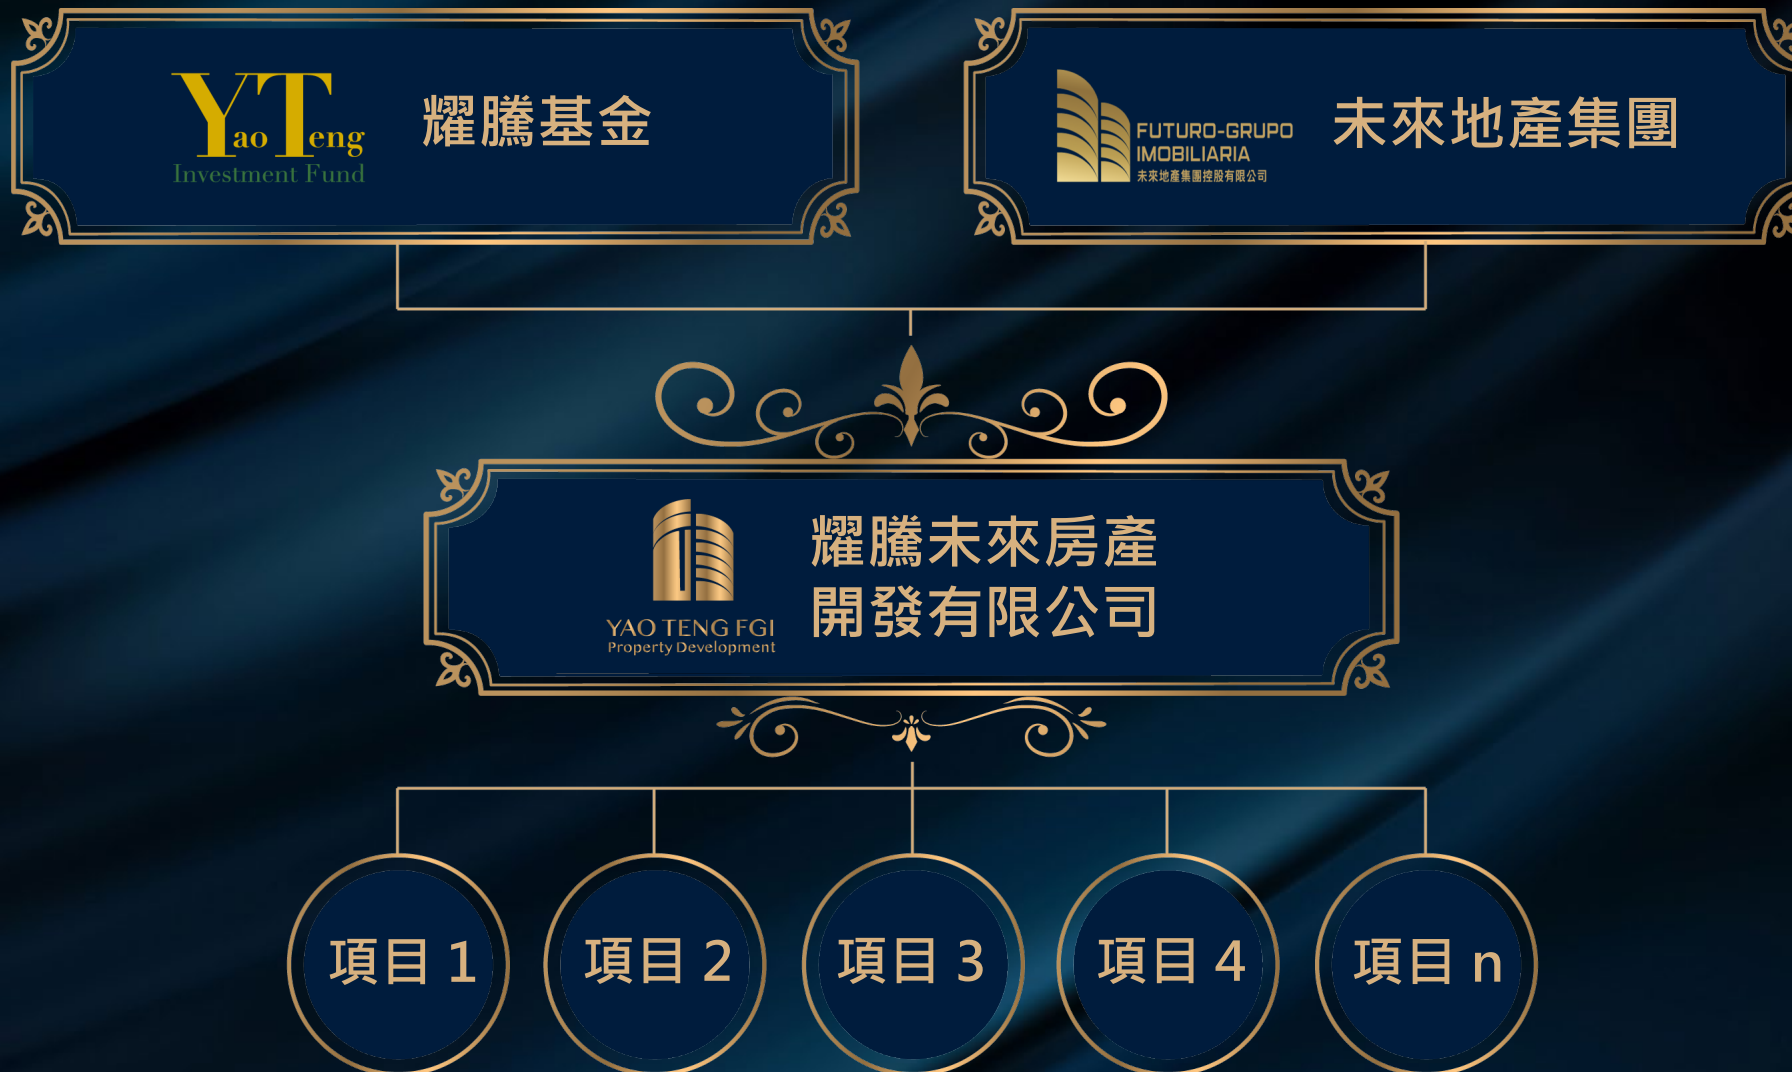 Yao Teng
Investment Fund
耀騰基金
FUTURO-GRUPO
IMOBILIARIA
未來地產集團控股有限公司
未來地產集團
YAO TENG FGI
Property Development
耀騰未來房產
開發有限公司
項目 1
項目 2
項目 3
項目 4
項目 n